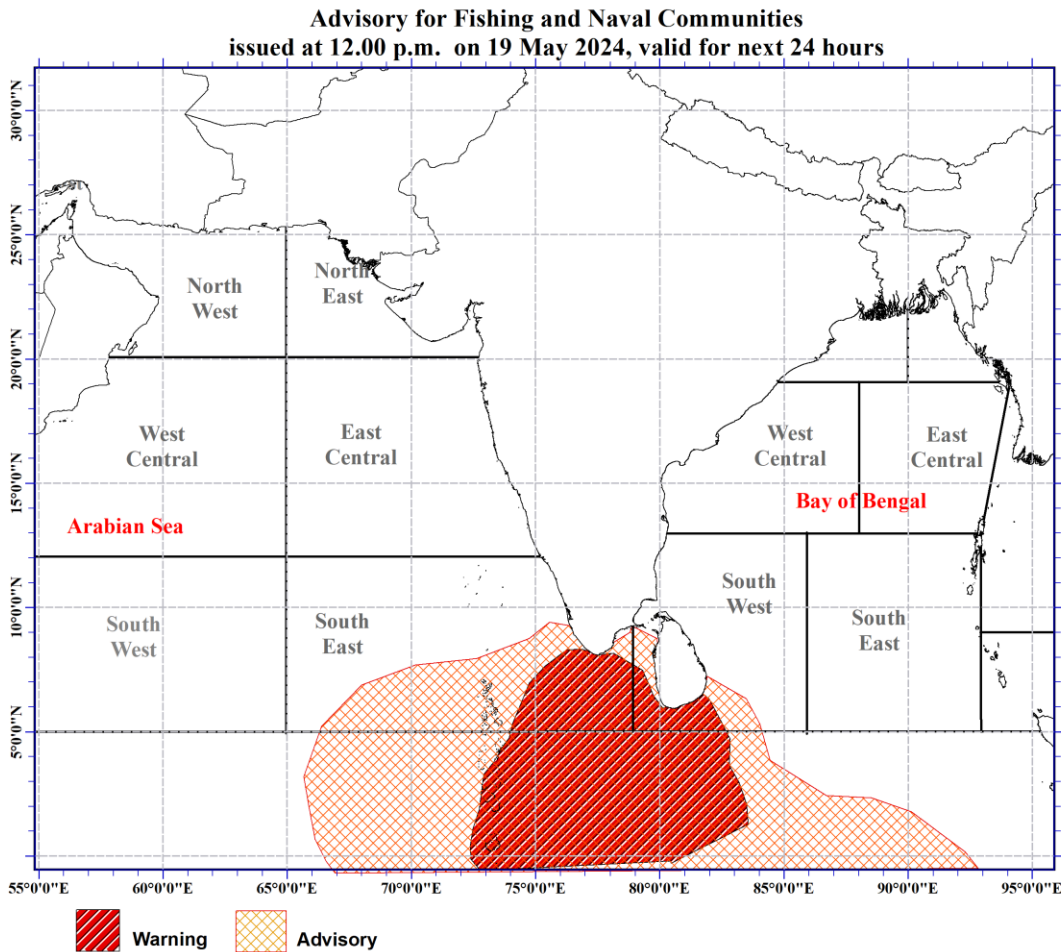 Advisory for Fishing and Naval Communities
issued at 12.00 p.m. on 19 May 2024, valid for next 24 hours
30°0'0"N
25°0'0"N
20°0'0"N
15°0'0"N
10°0'0"N
5°0'0"N
North
West
North
East
West
Central
East
Central
Arabian Sea
South
West
South
East
West
Central
East
Central
Bay of Bengal
South
West
South
East
55°0'0"E
60°0'0"E
65°0'0"E
70°0'0"E
75°0'0"E
80°0'0"E
85°0'0"E
90°0'0"E
95°0'0"E
Warning
Advisory